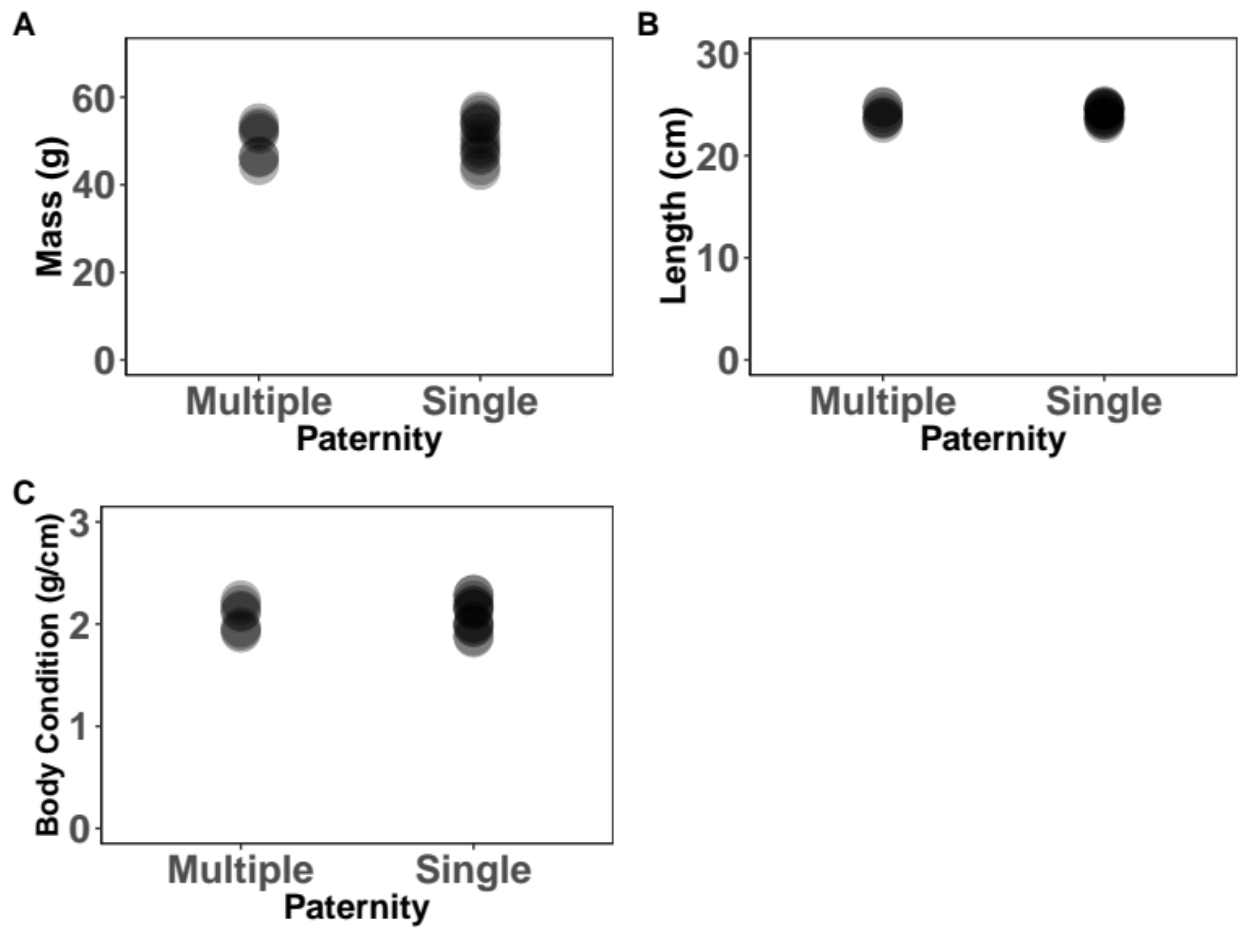 A
Mass (g)
60
40
20
0
Multiple Single
Paternity
B
Length (cm)
30
20
10
0
Multiple Single
Paternity
C
Body Condition (g/cm)
3
2
1
0
Multiple Single
Paternity